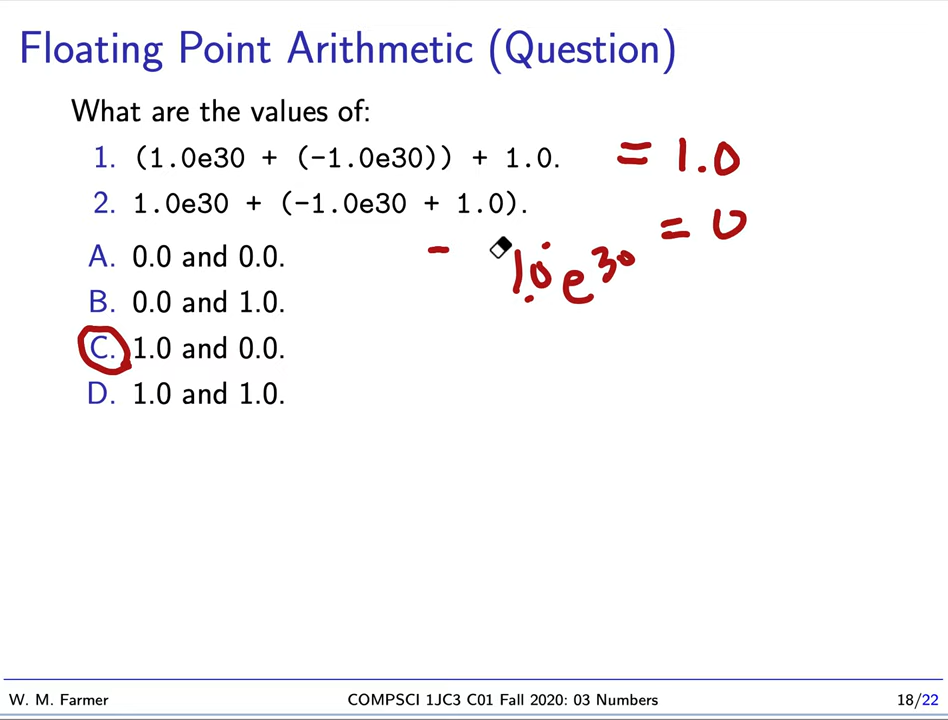 Floating Point Arithmetic (Question)
What are the values of:
1. (1.0e30 + (-1.0e30)) + 1.0. = 1.0
2. 1.0e30 + (-1.0e30 + 1.0). = 0
- 1.0e30
A. 0.0 and 0.0.
B. 0.0 and 1.0.
C. 1.0 and 0.0.
D. 1.0 and 1.0.
W. M. Farmer COMPSCI 1JC3 C01 Fall 2020: 03 Numbers 18/22